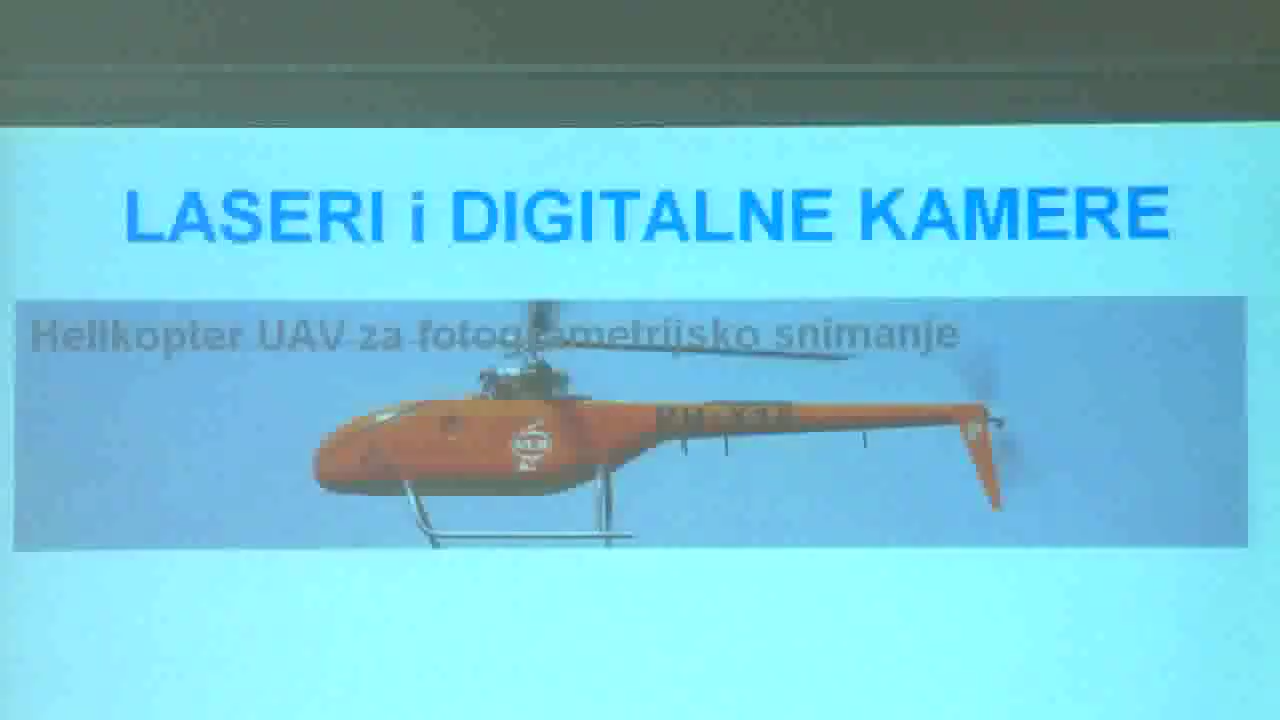 LASERI i DIGITALNE KAMERE
Helikopter UAV za fotogrametrijsko snimanje